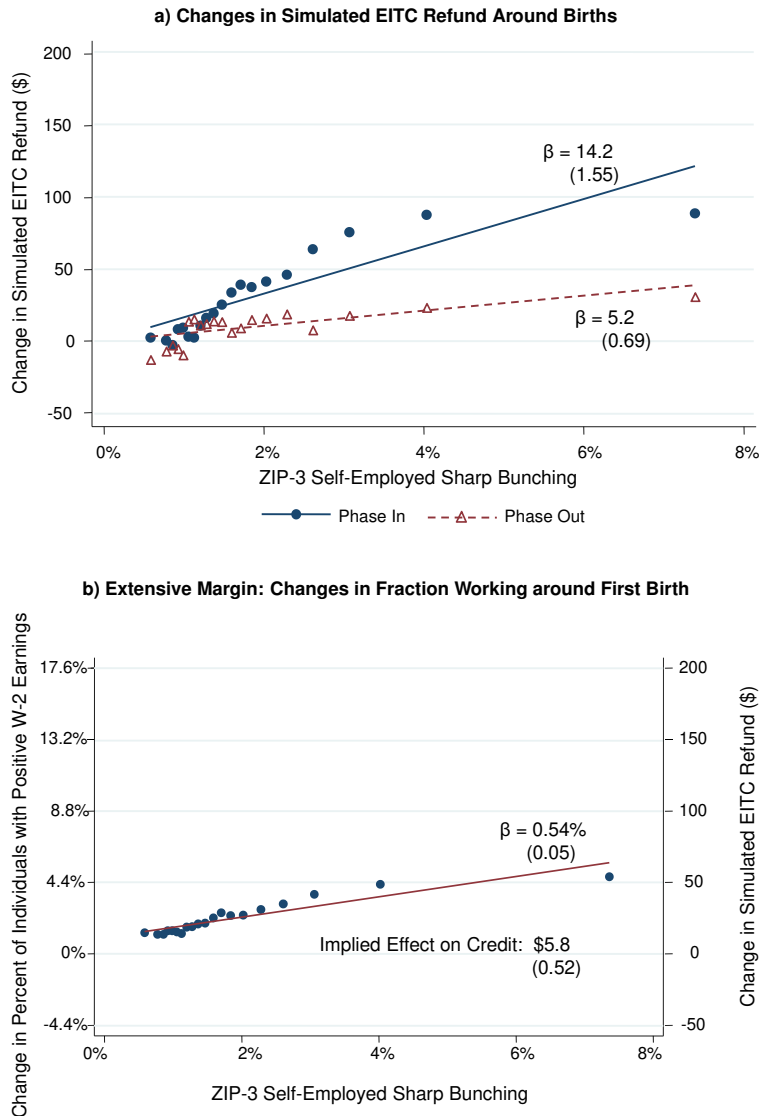 a) Changes in Simulated EITC Refund Around Births
Change in Simulated EITC Refund ($)
200
150
100
50
0
-50
β = 14.2
(1.55)
β = 5.2
(0.69)
0%
2%
4%
6%
8%
ZIP-3 Self-Employed Sharp Bunching
Phase In
Phase Out
b) Extensive Margin: Changes in Fraction Working around First Birth
Change in Percent of Individuals with Positive W-2 Earnings
17.6%
13.2%
8.8%
4.4%
0%
-4.4%
β = 0.54%
(0.05)
Implied Effect on Credit: $5.8
(0.52)
200
150
100
50
0
-50
Change in Simulated EITC Refund ($)
0%
2%
4%
6%
8%
ZIP-3 Self-Employed Sharp Bunching